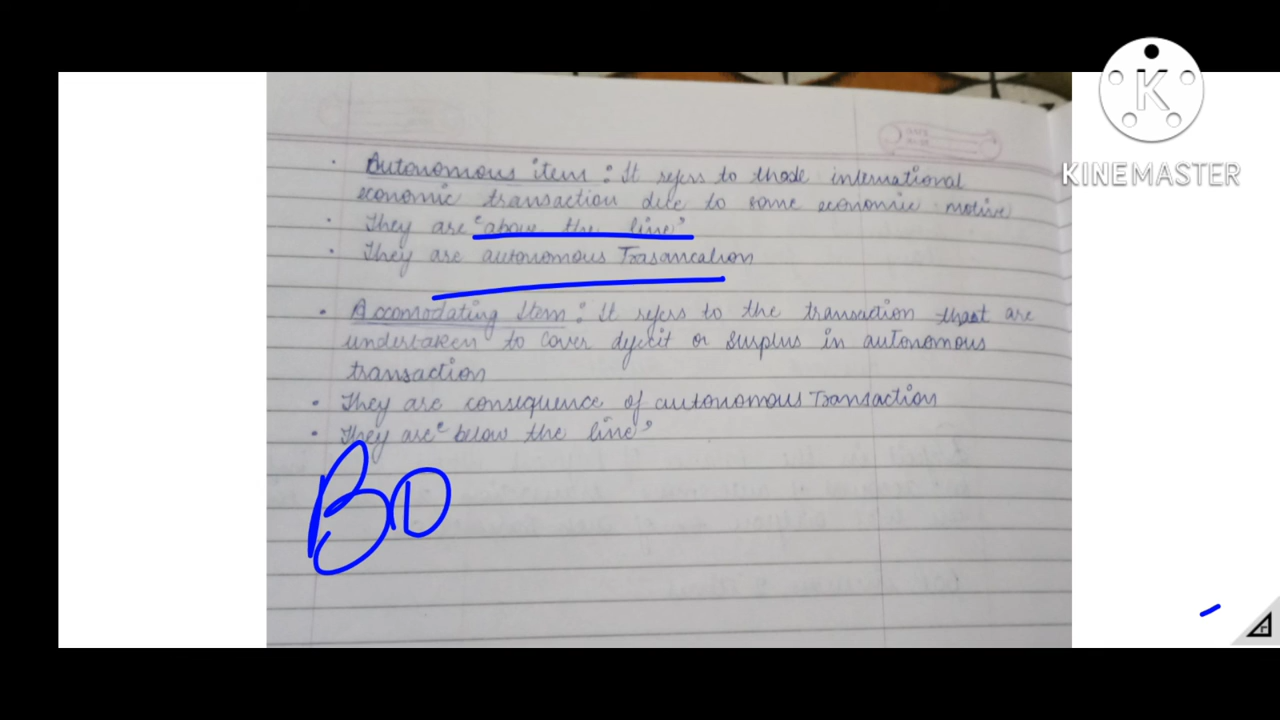 K
KINEMASTER
• Autonomous item : It refers to those international
economic transaction due to some economic motive
• They are "above the line"
• They are autonomous Trasancation
• Accomodating Item : It refers to the transaction that are
undertaken to cover dificit or surplus in autonomous
transaction
• They are consequence of autonomous Transaction
• They are "below the line"
BO